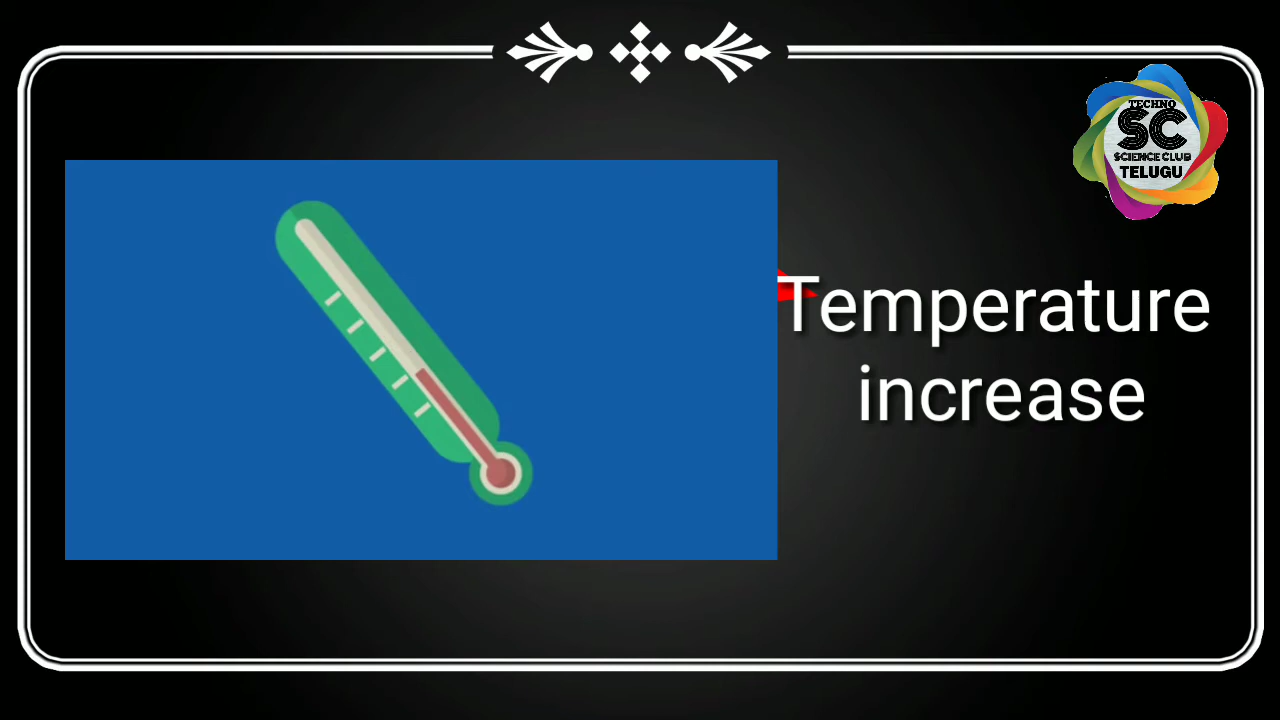 TECHNO
SC
SCIENCE CLUB
TELUGU
Temperature
increase